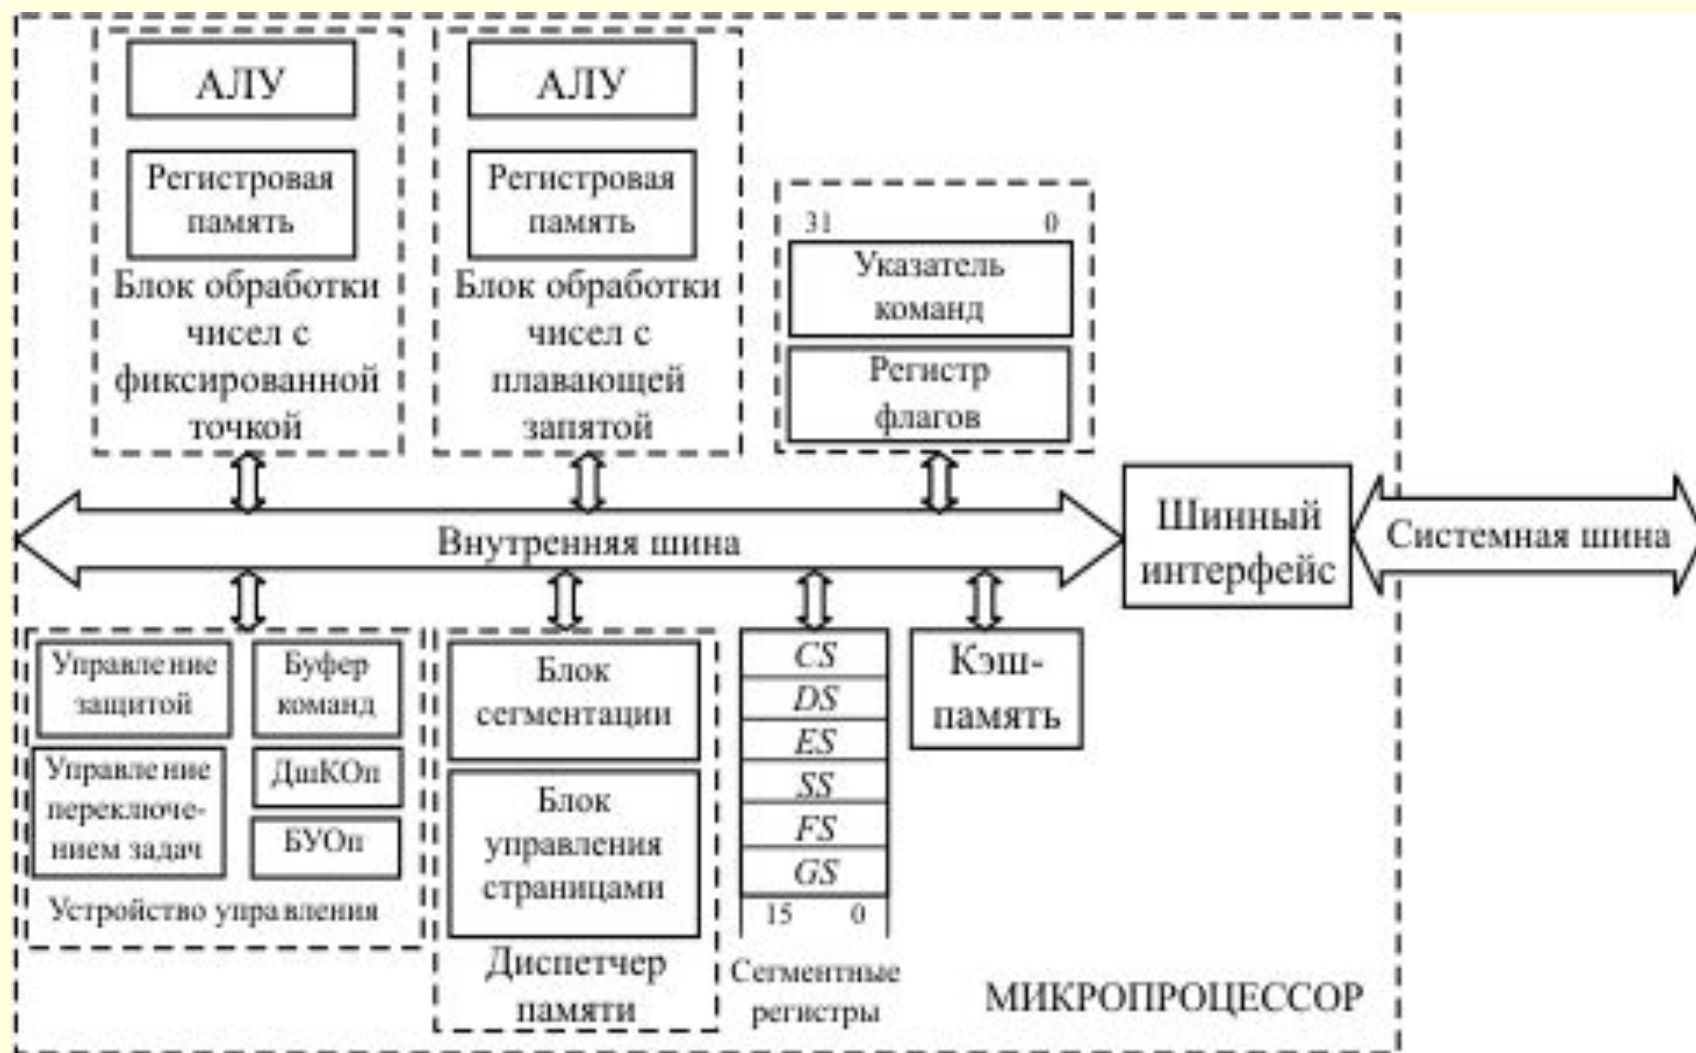 АЛУ
Регистровая
память
Блок обработки
чисел с
фиксированной
точкой
АЛУ
Регистровая
память
Блок обработки
чисел с
плавающей
запятой
31 0
Указатель
команд
Регистр
флагов
Внутренняя шина
Шинный
интерфейс
Системная шина
Управление
защитой
Буфер
команд
Управление
переключе-
нием задач
ДшКОп
БУОп
Устройство управления
Блок
сегментации
Блок
управления
страницами
Диспетчер
памяти
CS
DS
ES
SS
FS
GS
15 0
Сегментные
регистры
Кэш-
память
МИКРОПРОЦЕССОР